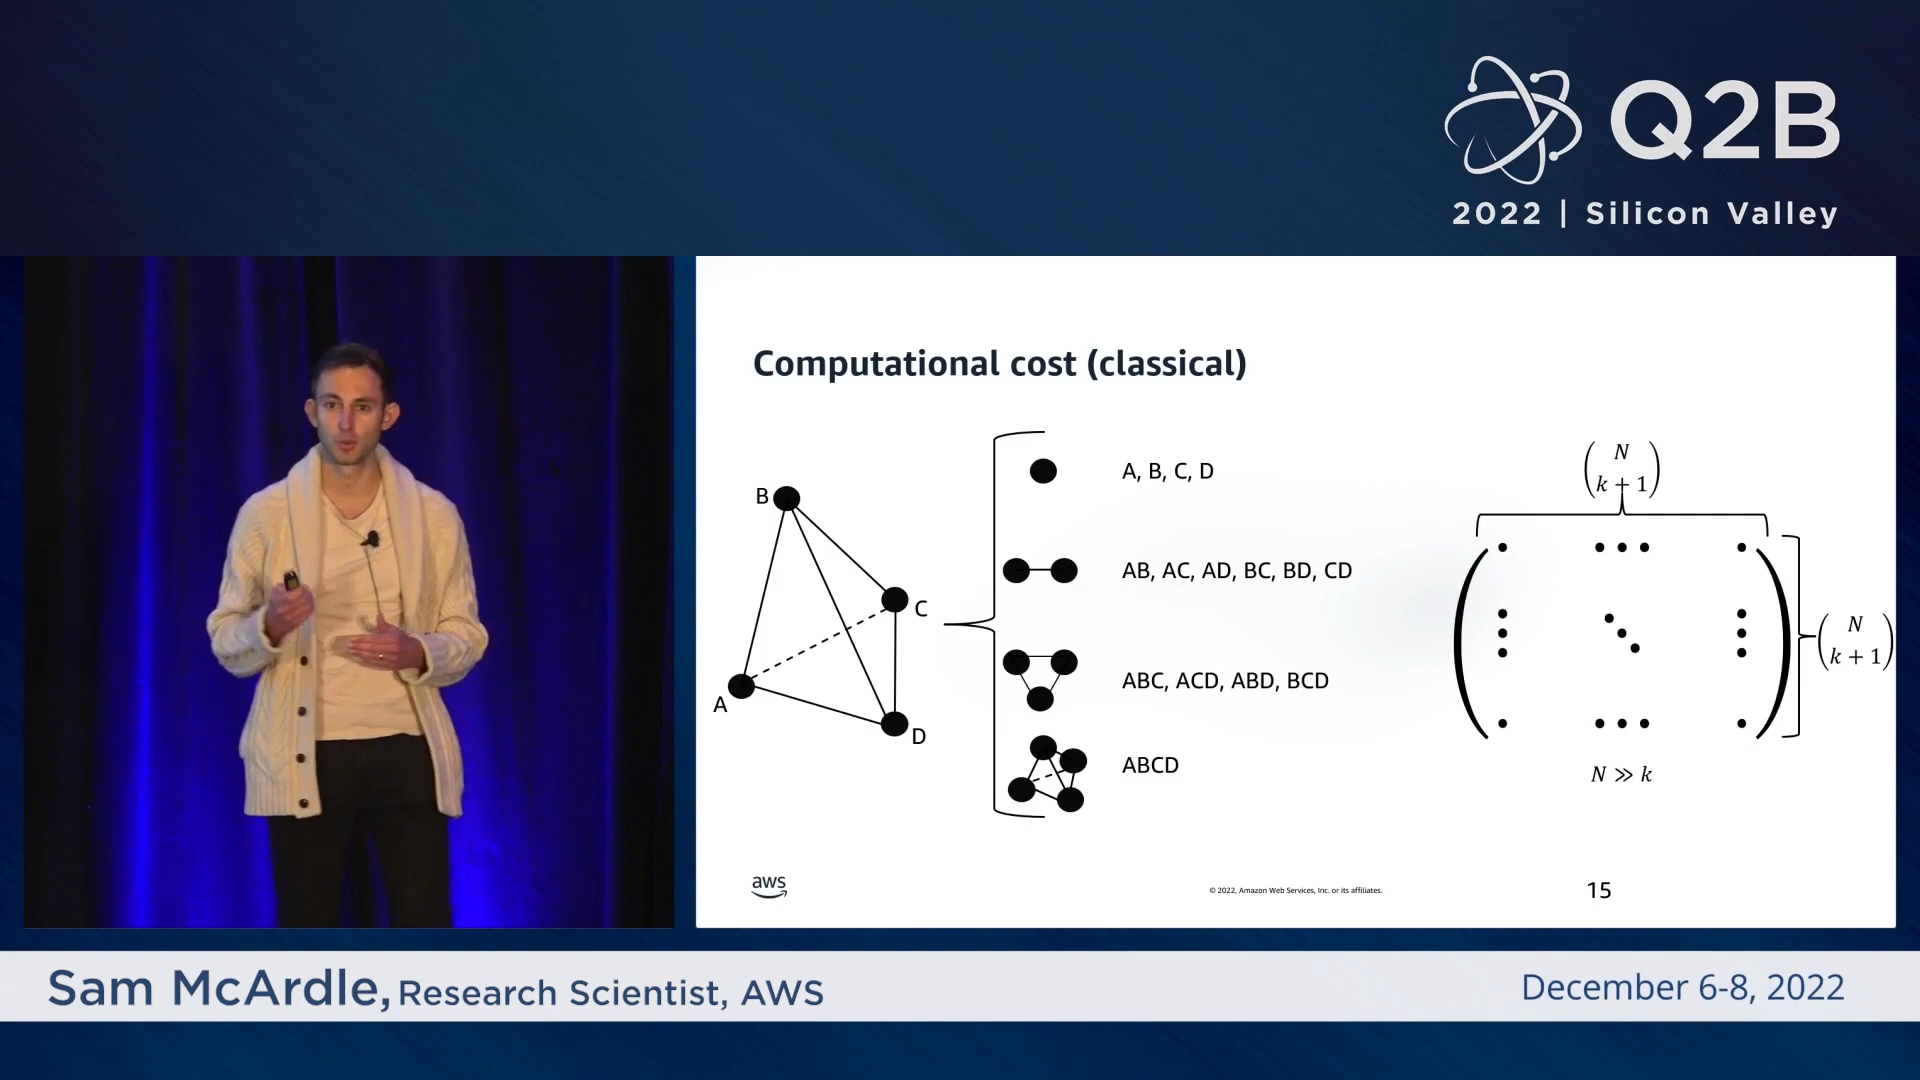 Q2B
2022 | Silicon Valley
Computational cost (classical)
B
C
A
D
A, B, C, D
AB, AC, AD, BC, BD, CD
ABC, ACD, ABD, BCD
ABCD
N
k + 1
N
k + 1
N ≫ k
aws
© 2022, Amazon Web Services, Inc. or its affiliates.
15
Sam McArdle, Research Scientist, AWS
December 6-8, 2022